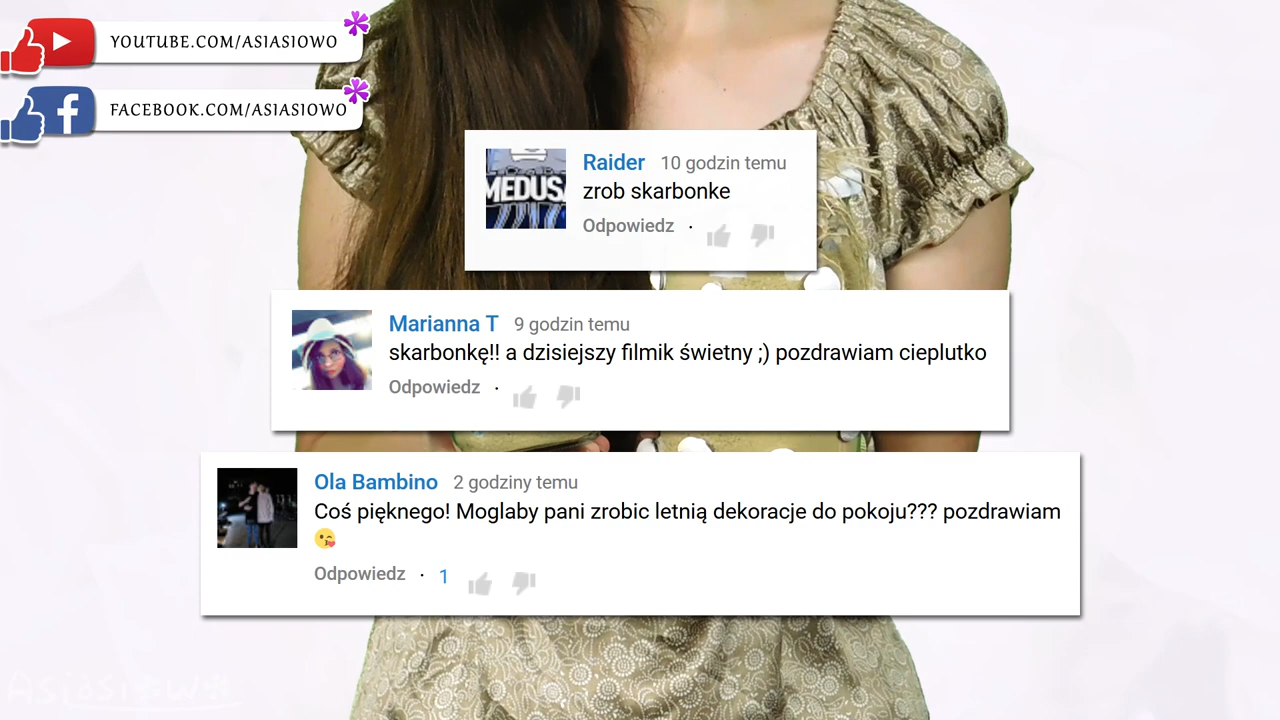 YOUTUBE.COM/ASIASIOWO
FACEBOOK.COM/ASIASIOWO
MEDUSA
Raider 10 godzin temu
zrob skarbonke
Odpowiedz ·
Marianna T 9 godzin temu
skarbonkę!! a dzisiejszy filmik świetny ;) pozdrawiam cieplutko
Odpowiedz ·
Ola Bambino 2 godziny temu
Coś pięknego! Moglaby pani zrobic letnią dekoracje do pokoju??? pozdrawiam
😘
Odpowiedz · 1
Asiasiowo